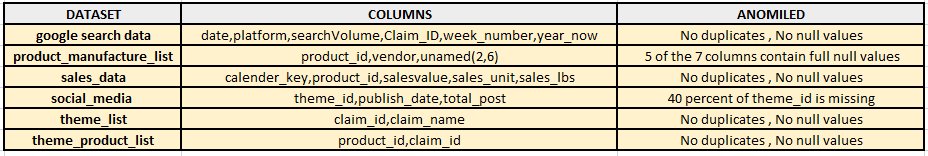 DATASET COLUMNS ANOMILED
google search data date,platform,searchVolume,Claim_ID,week_number,year_now No duplicates , No null values
product_manufacture_list product_id,vendor,unamed(2,6) 5 of the 7 columns contain full null values
sales_data calender_key,product_id,salesvalue,sales_unit,sales_lbs No duplicates , No null values
social_media theme_id,publish_date,total_post 40 percent of theme_id is missing
theme_list claim_id,claim_name No duplicates , No null values
theme_product_list product_id,claim_id No duplicates , No null values